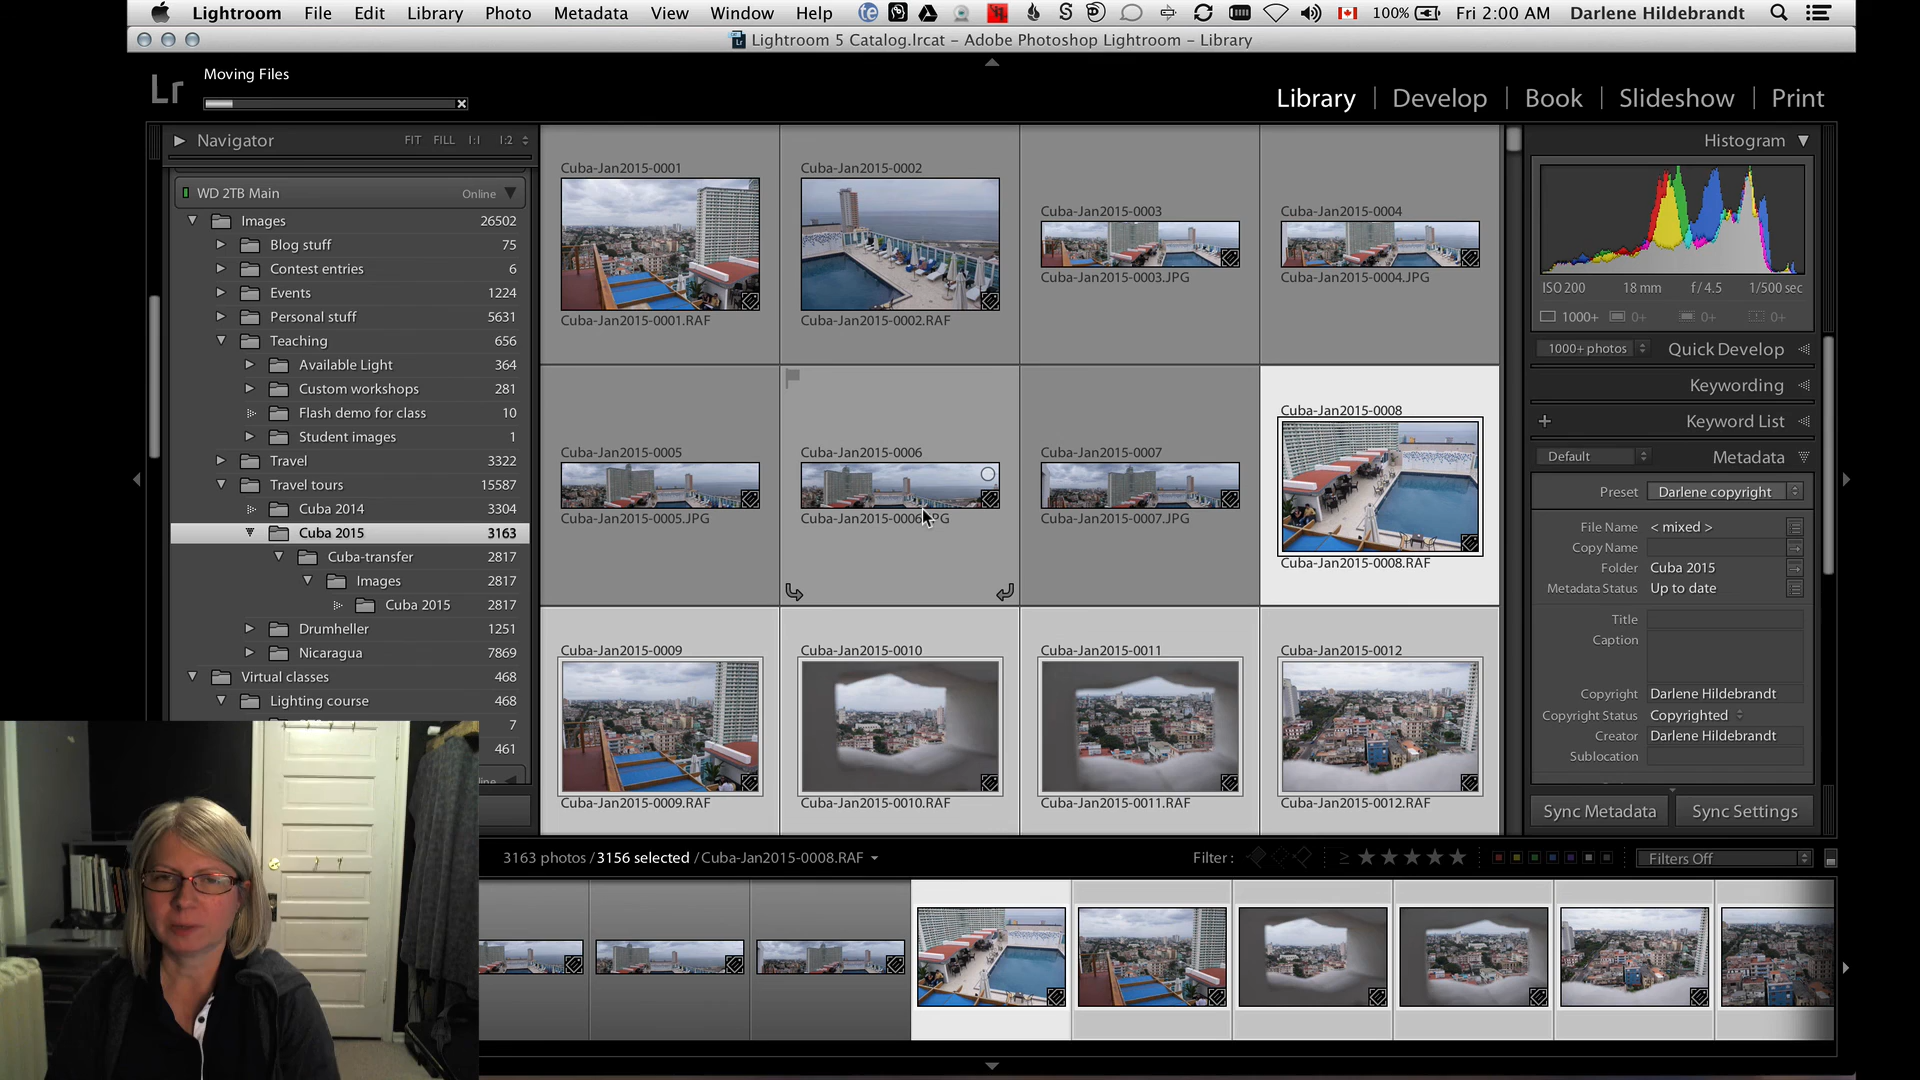 Lightroom File Edit Library Photo Metadata View Window Help 100% Fri 2:00 AM Darlene Hildebrandt
Lightroom 5 Catalog.lrcat – Adobe Photoshop Lightroom – Library
Lr
Moving Files
Library | Develop | Book | Slideshow | Print
Navigator FIT FILL 1:1 1:2
WD 2TB Main Online
Images 26502
Blog stuff 75
Contest entries 6
Events 1224
Personal stuff 5631
Teaching 656
Available Light 364
Custom workshops 281
Flash demo for class 10
Student images 1
Travel 3322
Travel tours 15587
Cuba 2014 3304
Cuba 2015 3163
Cuba-transfer 2817
Images 2817
Cuba 2015 2817
Drumheller 1251
Nicaragua 7869
Virtual classes 468
Lighting course 468
7
461
Cuba-Jan2015-0001 Cuba-Jan2015-0002
Cuba-Jan2015-0003 Cuba-Jan2015-0004
Cuba-Jan2015-0003.JPG Cuba-Jan2015-0004.JPG
Cuba-Jan2015-0001.RAF Cuba-Jan2015-0002.RAF
Cuba-Jan2015-0008
Cuba-Jan2015-0005 Cuba-Jan2015-0006 Cuba-Jan2015-0007
Cuba-Jan2015-0005.JPG Cuba-Jan2015-0006.JPG Cuba-Jan2015-0007.JPG
Cuba-Jan2015-0008.RAF
Cuba-Jan2015-0009 Cuba-Jan2015-0010 Cuba-Jan2015-0011 Cuba-Jan2015-0012
Cuba-Jan2015-0009.RAF Cuba-Jan2015-0010.RAF Cuba-Jan2015-0011.RAF Cuba-Jan2015-0012.RAF
Histogram
ISO 200 18 mm f / 4.5 1/500 sec
1000+ 0+ 0+ 0+
1000+ photos Quick Develop
Keywording
+ Keyword List
Default Metadata
Preset Darlene copyright
File Name < mixed >
Copy Name
Folder Cuba 2015
Metadata Status Up to date
Title
Caption
Copyright Darlene Hildebrandt
Copyright Status Copyrighted
Creator Darlene Hildebrandt
Sublocation
Sync Metadata Sync Settings
3163 photos / 3156 selected / Cuba-Jan2015-0008.RAF Filter : ≥ ★★★★★ Filters Off